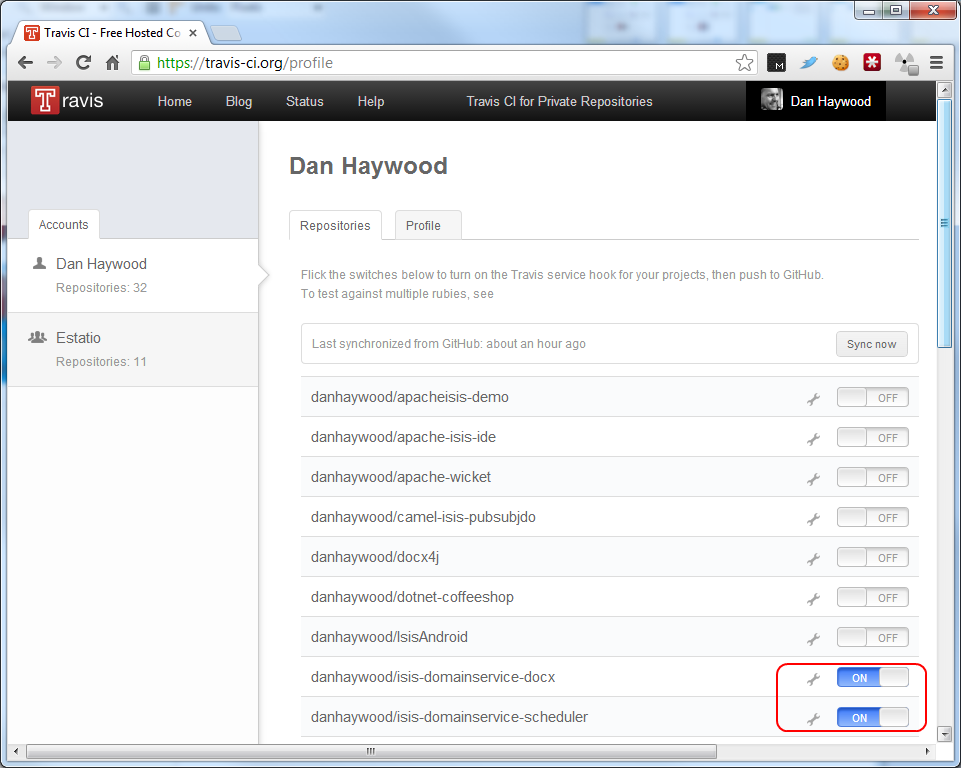 Travis CI - Free Hosted Co
https://travis-ci.org/profile
Travis
Home
Blog
Status
Help
Travis CI for Private Repositories
Dan Haywood
Accounts
Dan Haywood
Repositories: 32
Estatio
Repositories: 11
Dan Haywood
Repositories
Profile
Flick the switches below to turn on the Travis service hook for your projects, then push to GitHub.
To test against multiple rubies, see
Last synchronized from GitHub: about an hour ago
Sync now
danhaywood/apacheisis-demo OFF
danhaywood/apache-isis-ide OFF
danhaywood/apache-wicket OFF
danhaywood/camel-isis-pubsubjdo OFF
danhaywood/docx4j OFF
danhaywood/dotnet-coffeeshop OFF
danhaywood/IsisAndroid OFF
danhaywood/isis-domainservice-docx ON
danhaywood/isis-domainservice-scheduler ON